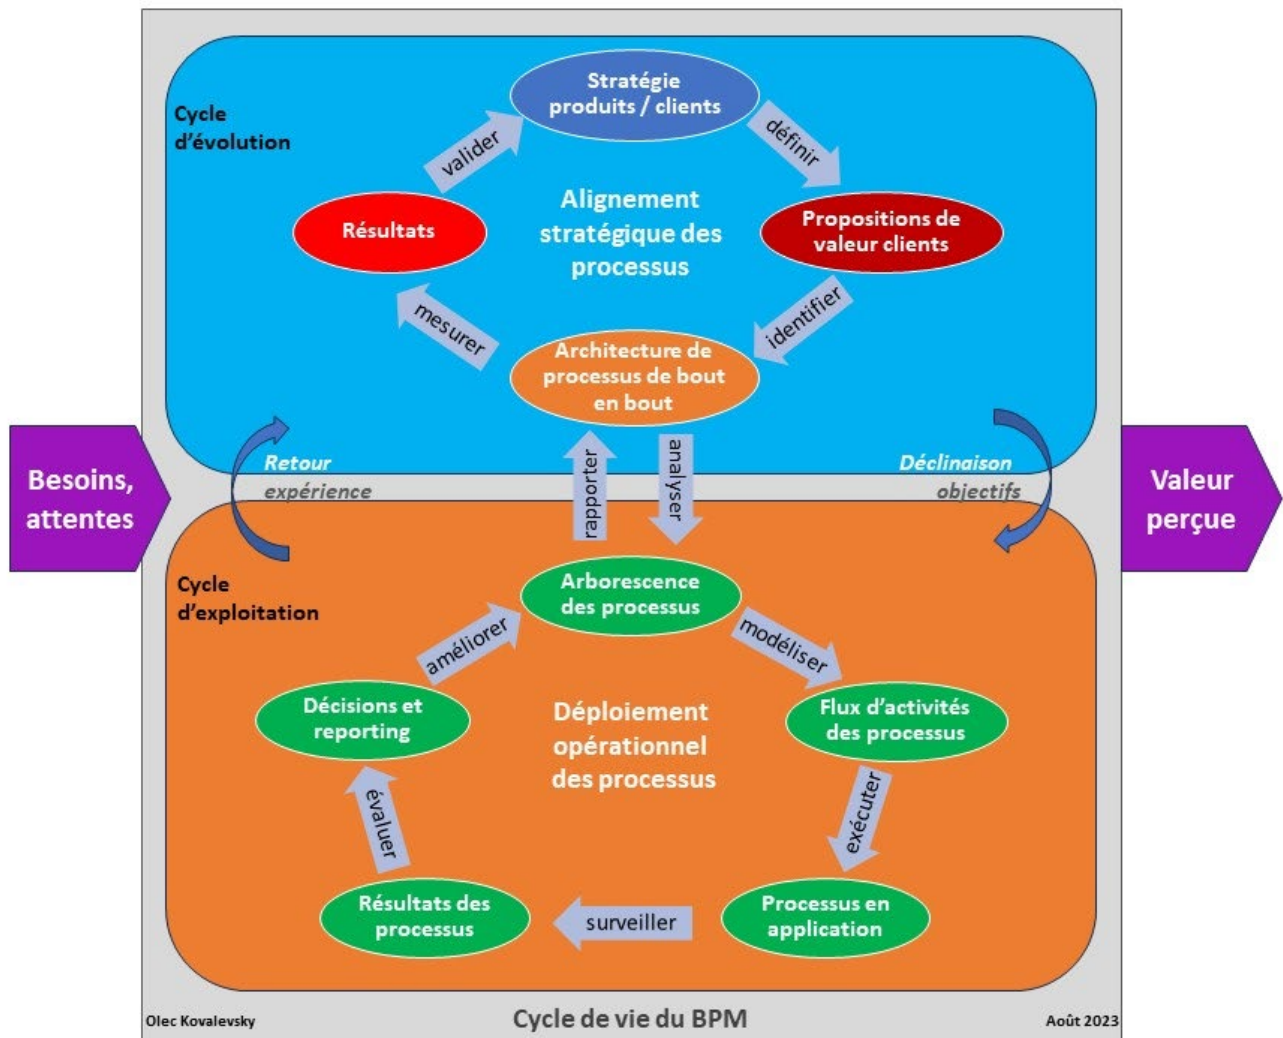 Stratégie
produits / clients
Cycle
d’évolution
valider
définir
Alignement
stratégique des
processus
Résultats
Propositions de
valeur clients
mesurer
identifier
Architecture de
processus de bout
en bout
Besoins,
attentes
Retour
expérience
rapporter
analyser
Déclinaison
objectifs
Valeur
perçue
Cycle
d’exploitation
Arborescence
des processus
améliorer
modéliser
Décisions et
reporting
Déploiement
opérationnel
des processus
Flux d’activités
des processus
évaluer
exécuter
Résultats des
processus
surveiller
Processus en
application
Olec Kovalevsky
Cycle de vie du BPM
Août 2023